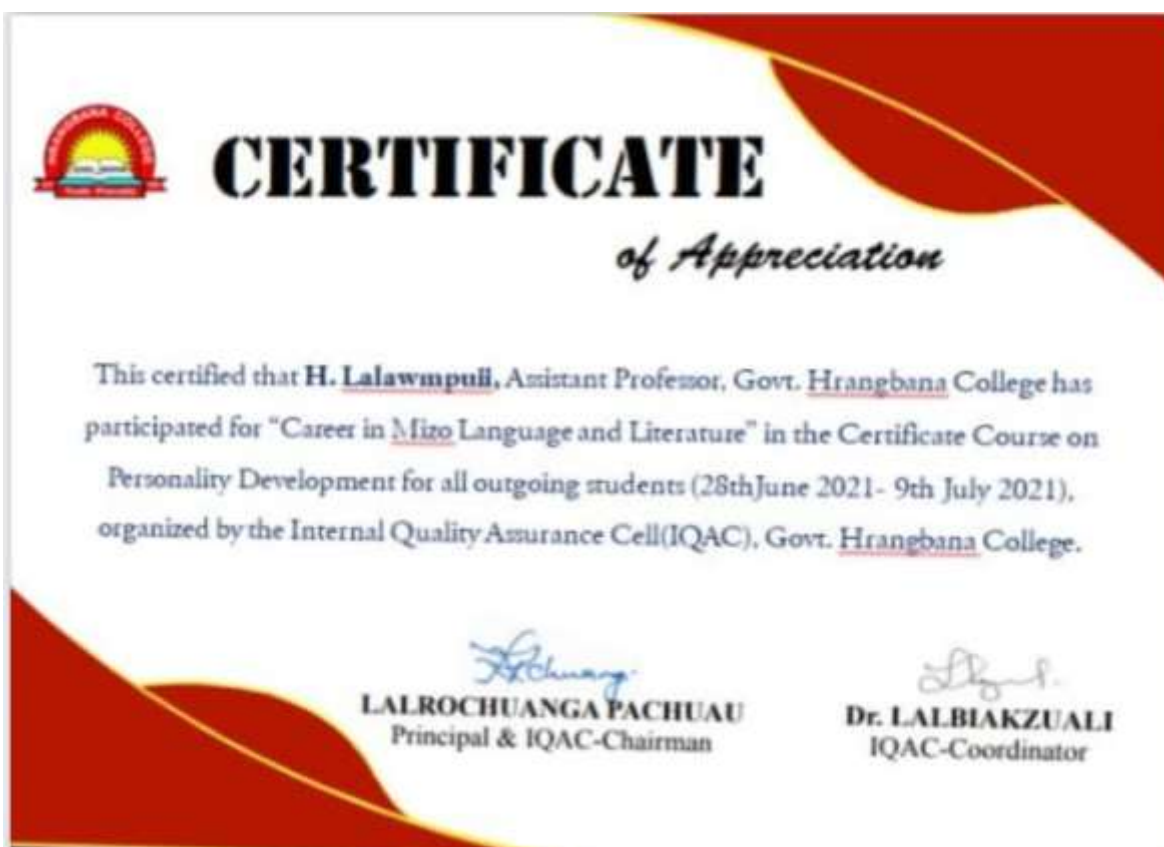 HRANGBANA COLLEGE
CERTIFICATE
of Appreciation
This certified that H. Lalawmpuii, Assistant Professor, Govt. Hrangbana College has
participated for “Career in Mizo Language and Literature” in the Certificate Course on
Personality Development for all outgoing students (28thJune 2021- 9th July 2021),
organized by the Internal Quality Assurance Cell(IQAC), Govt. Hrangbana College.
LALROCHUANGA PACHUAU
Principal & IQAC-Chairman
Dr. LALBIAKZUALI
IQAC-Coordinator